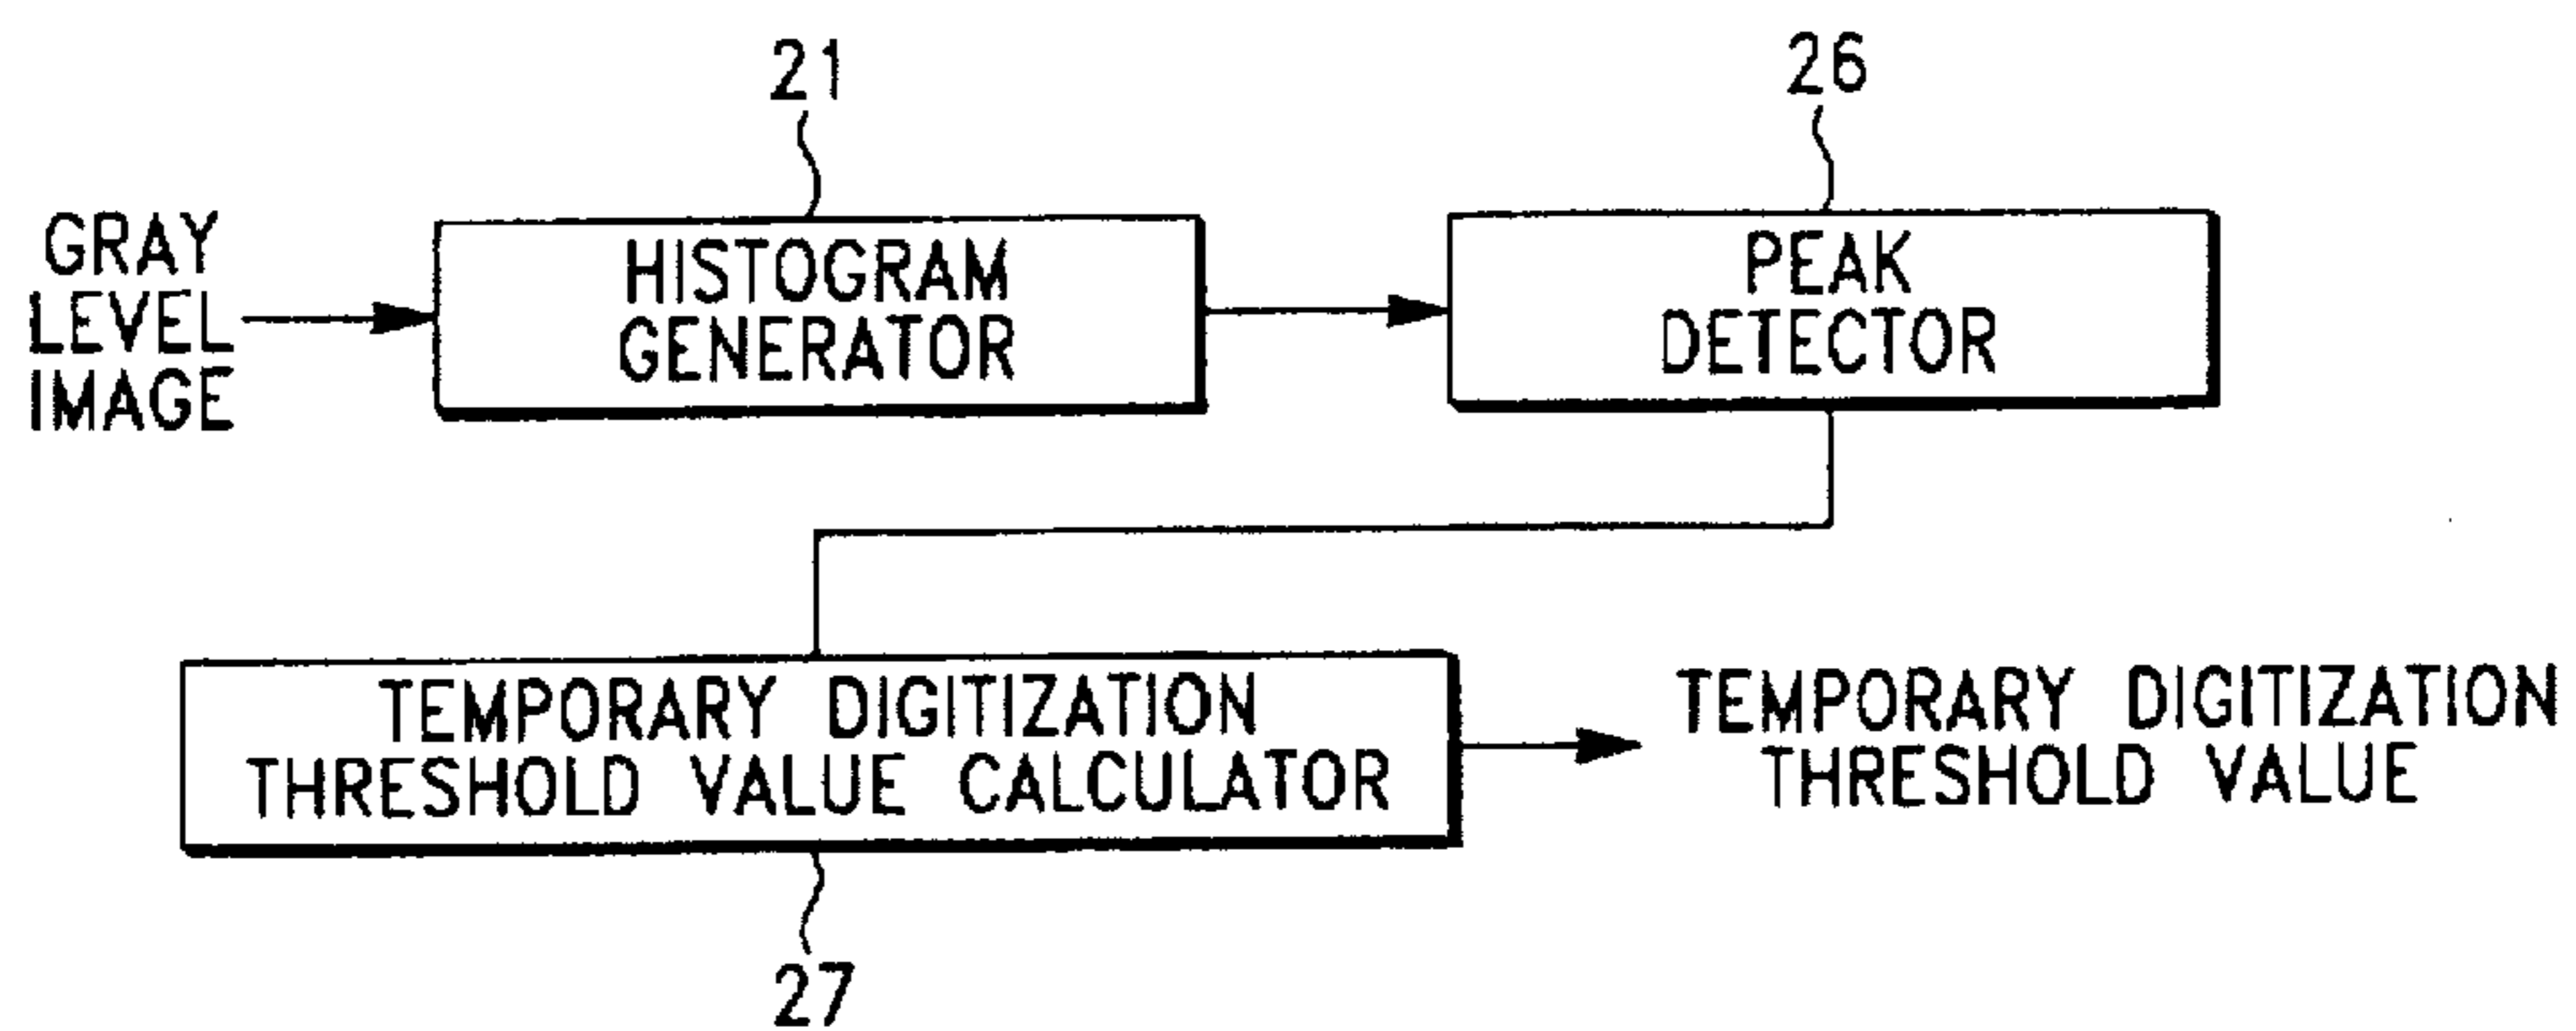 21
26
GRAY
LEVEL
IMAGE
HISTOGRAM
GENERATOR
PEAK
DETECTOR
TEMPORARY DIGITIZATION
THRESHOLD VALUE CALCULATOR
TEMPORARY DIGITIZATION
THRESHOLD VALUE
27